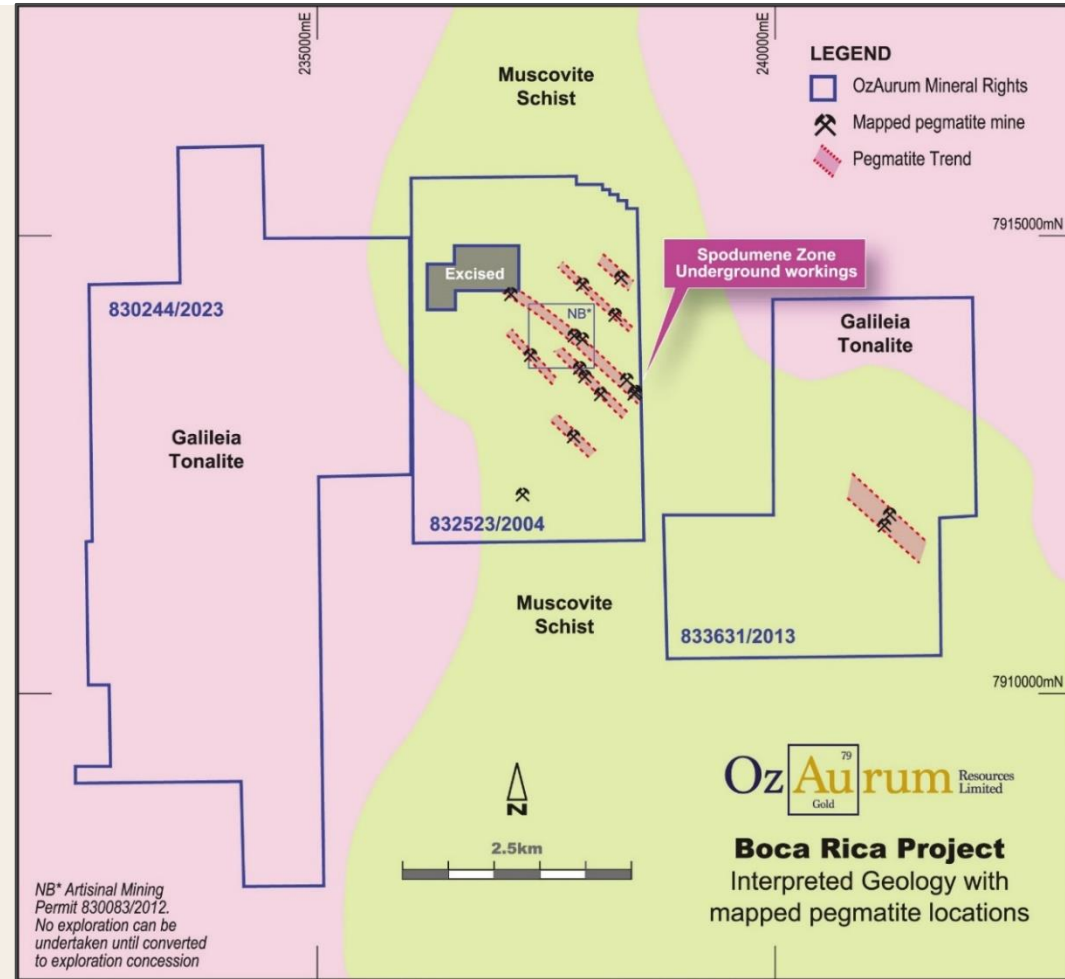 235000mE
240000mE
LEGEND
OzAurum Mineral Rights
Mapped pegmatite mine
Pegmatite Trend
Muscovite
Schist
7915000mN
Spodumene Zone
Underground workings
Excised
NB*
830244/2023
Galileia
Tonalite
Galileia
Tonalite
832523/2004
Muscovite
Schist
833631/2013
7910000mN
N
2.5km
79
OzAurum
Gold
Resources
Limited
Boca Rica Project
Interpreted Geology with
mapped pegmatite locations
NB* Artisinal Mining
Permit 830083/2012.
No exploration can be
undertaken until converted
to exploration concession